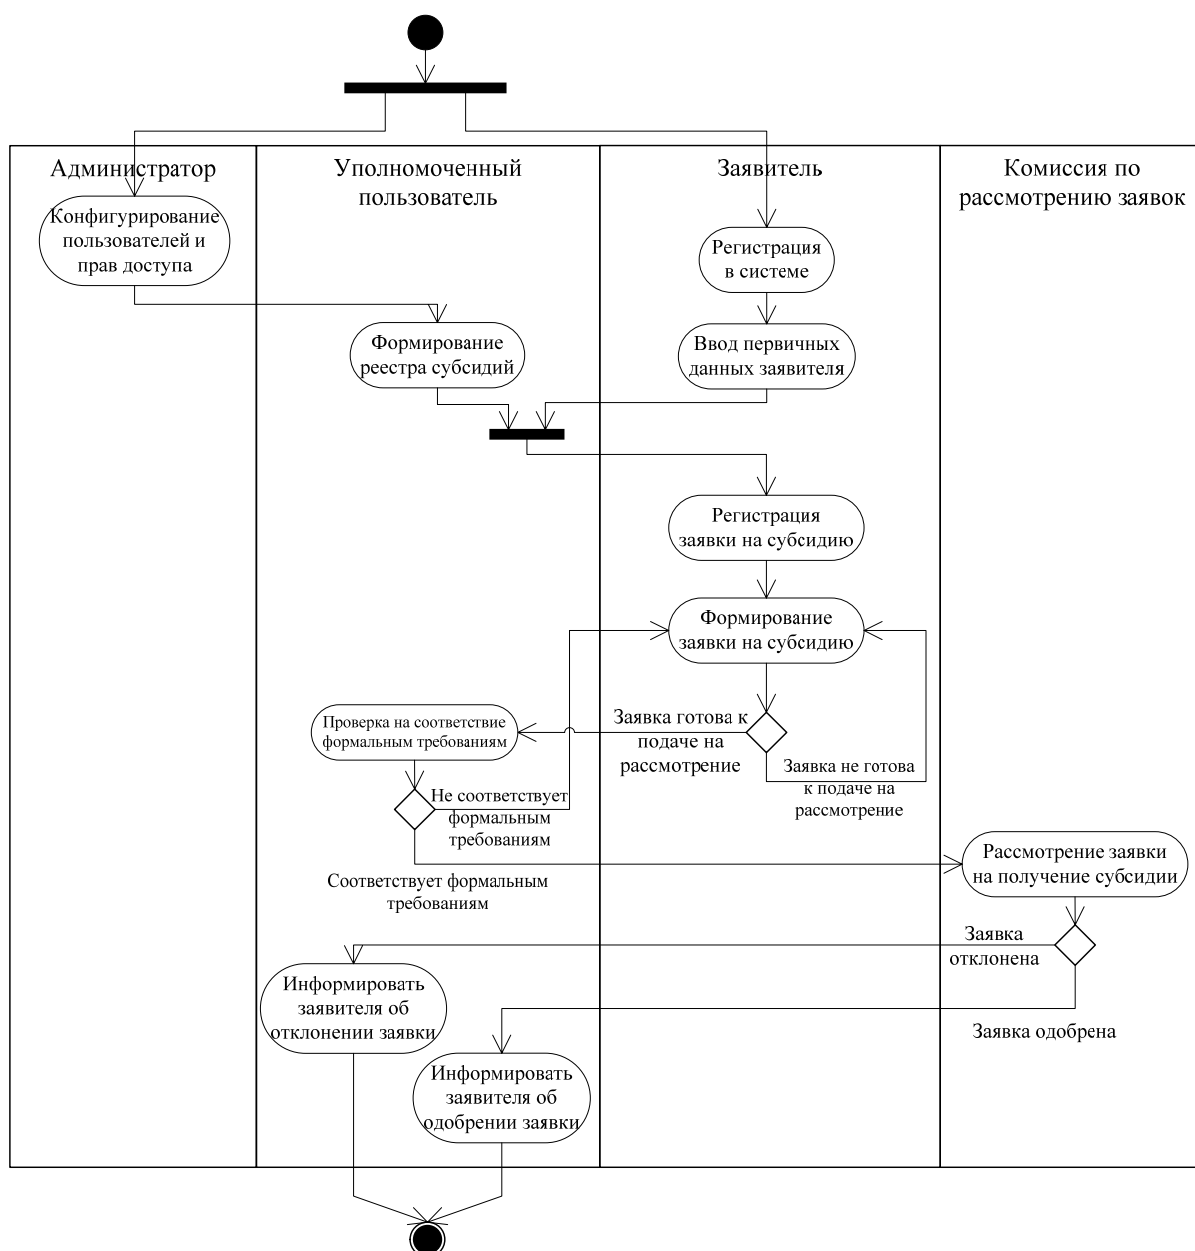 Администратор
Уполномоченный
пользователь
Заявитель
Комиссия по
рассмотрению заявок
Конфигурирование
пользователей и
прав доступа
Регистрация
в системе
Формирование
реестра субсидий
Ввод первичных
данных заявителя
Регистрация
заявки на субсидию
Формирование
заявки на субсидию
Проверка на соответствие
формальным требованиям
Заявка готова к
подаче на
рассмотрение
Заявка не готова
к подаче на
рассмотрение
Не соответствует
формальным
требованиям
Соответствует формальным
требованиям
Рассмотрение заявки
на получение субсидии
Заявка
отклонена
Информировать
заявителя об
отклонении заявки
Заявка одобрена
Информировать
заявителя об
одобрении заявки